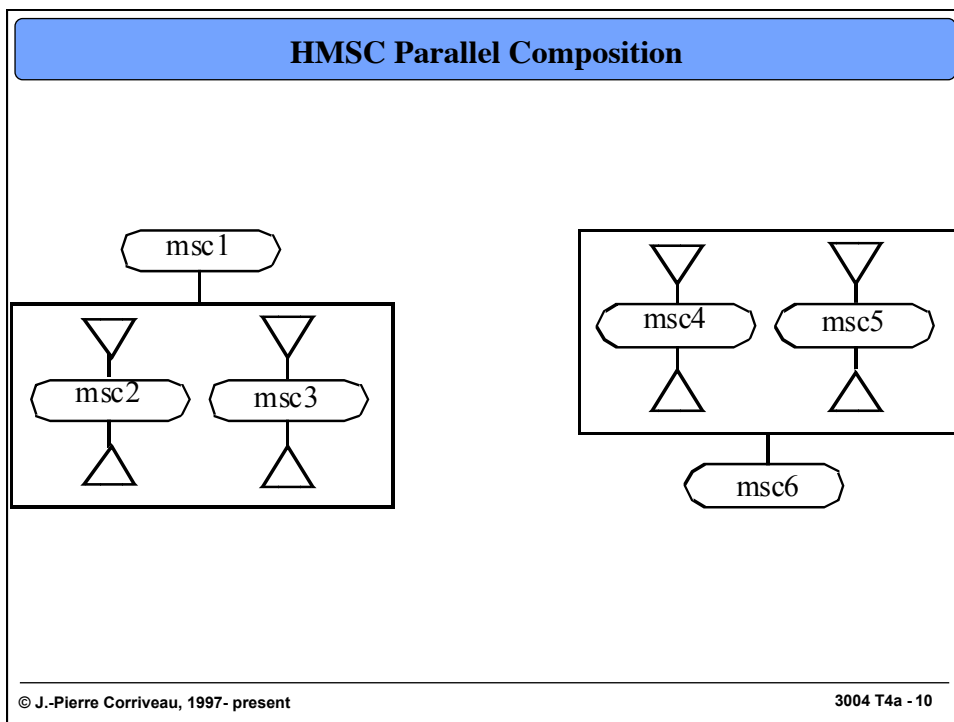 HMSC Parallel Composition
msc1
msc2
msc3
msc4
msc5
msc6
© J.-Pierre Corriveau, 1997- present
3004 T4a - 10